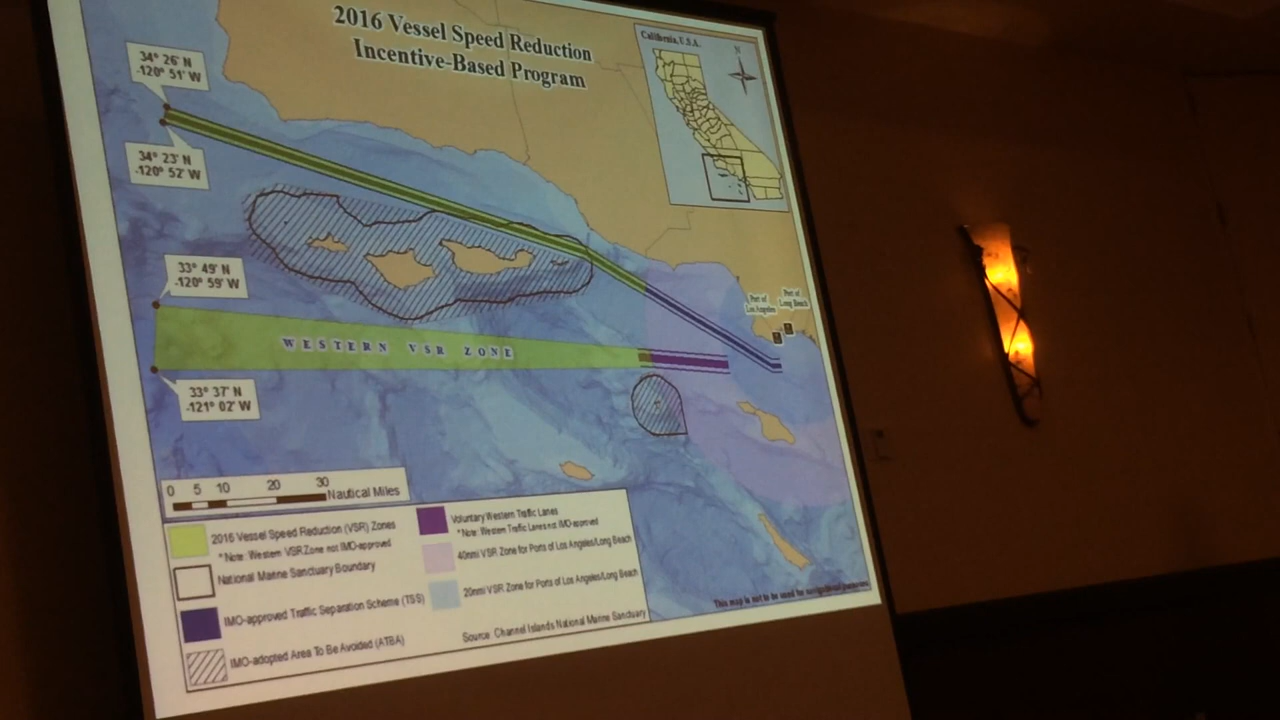 2016 Vessel Speed Reduction
Incentive-Based Program
California, U.S.A.
N
34° 26' N
-120° 51' W
34° 23' N
-120° 52' W
33° 49' N
-120° 59' W
Port of
Los Angeles
Port of
Long Beach
WESTERN VSR ZONE
33° 37' N
-121° 02' W
0 5 10 20 30
Nautical Miles
2016 Vessel Speed Reduction (VSR) Zones
*Note: Western VSR Zone not IMO-approved
National Marine Sanctuary Boundary
IMO-approved Traffic Separation Scheme (TSS)
IMO-adopted Area To Be Avoided (ATBA)
Voluntary Western Traffic Lanes
*Note: Western Traffic Lanes not IMO-approved
40nmi VSR Zone for Ports of Los Angeles/Long Beach
20nmi VSR Zone for Ports of Los Angeles/Long Beach
Source: Channel Islands National Marine Sanctuary
This map is not to be used for navigational purposes